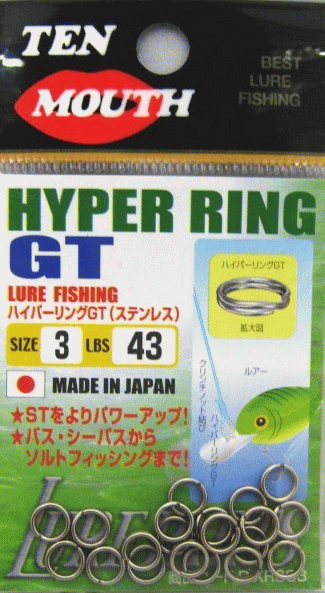 TEN
MOUTH
BEST
LURE
FISHING
HYPER RING
GT
LURE FISHING
ハイパーリングGT(ステンレス)
SIZE 3 LBS 43
MADE IN JAPAN
★STをよりパワーアップ!
★バス・シーバスから
ソルトフィッシングまで!
ハイパーリングGT
拡大図
ルアー